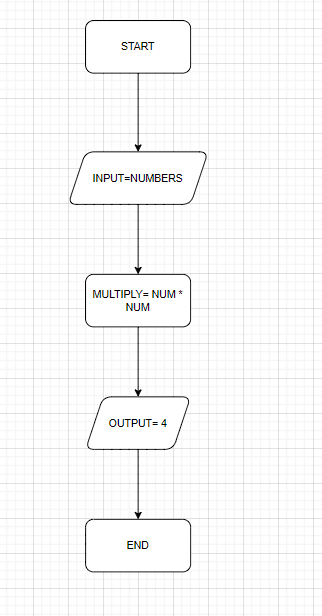 START
INPUT=NUMBERS
MULTIPLY= NUM *
NUM
OUTPUT= 4
END